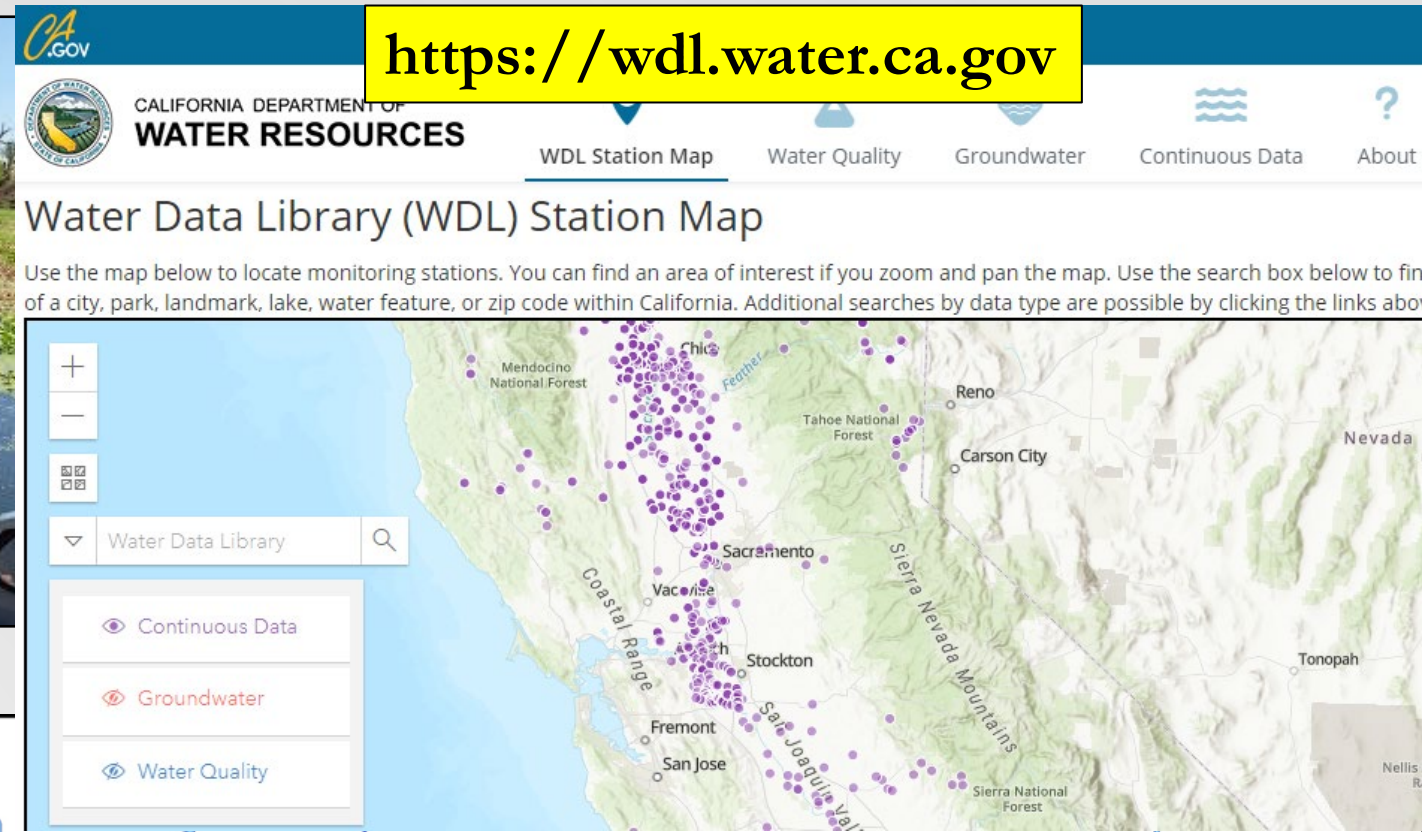 https://wdl.water.ca.gov
CA
.GOV
CALIFORNIA DEPARTMENT OF
WATER RESOURCES
WDL Station Map
Water Quality
Groundwater
Continuous Data
About
Water Data Library (WDL) Station Map
Use the map below to locate monitoring stations. You can find an area of interest if you zoom and pan the map. Use the search box below to fin
of a city, park, landmark, lake, water feature, or zip code within California. Additional searches by data type are possible by clicking the links abov
+
−
Water Data Library
Continuous Data
Groundwater
Water Quality
Mendocino
National Forest
Chico
Feather
Tahoe National
Forest
Reno
Carson City
Nevada
Sacramento
Vacaville
Coastal Range
Sierra Nevada Mountains
Stockton
Tonopah
Fremont
San Jose
San Joaquin Val
Sierra National
Forest
Nellis